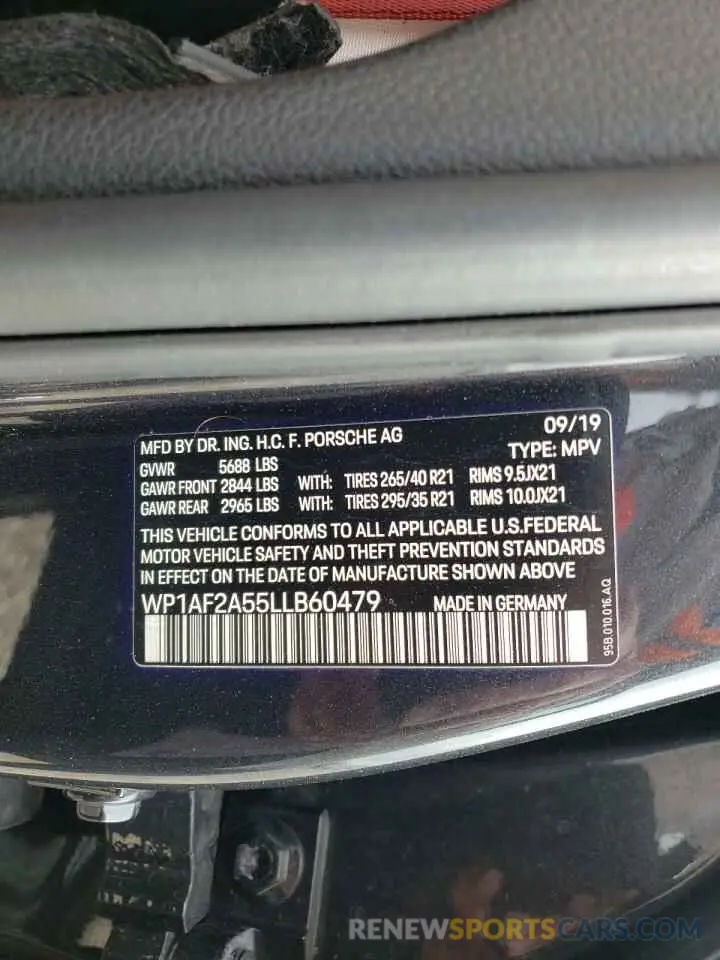 MFD BY DR. ING. H.C. F. PORSCHE AG 09/19
TYPE: MPV
GVWR 5688 LBS
GAWR FRONT 2844 LBS WITH: TIRES 265/40 R21 RIMS 9.5JX21
GAWR REAR 2965 LBS WITH: TIRES 295/35 R21 RIMS 10.0JX21
THIS VEHICLE CONFORMS TO ALL APPLICABLE U.S.FEDERAL
MOTOR VEHICLE SAFETY AND THEFT PREVENTION STANDARDS
IN EFFECT ON THE DATE OF MANUFACTURE SHOWN ABOVE
WP1AF2A55LLB60479 MADE IN GERMANY
95B.010.016.AQ
RENEWSPORTSCARS.COM